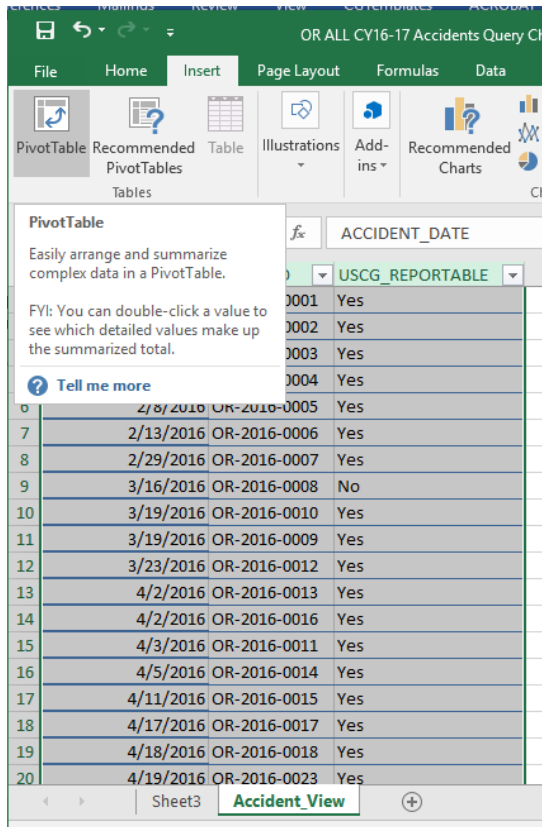 Mailings Review View ACROBAT
OR ALL CY16-17 Accidents Query
File Home Insert Page Layout Formulas Data
PivotTable Recommended PivotTables Table Illustrations Add-ins Recommended Charts
Tables
PivotTable
Easily arrange and summarize
complex data in a PivotTable.
FYI: You can double-click a value to
see which detailed values make up
the summarized total.
Tell me more
fx ACCIDENT_DATE
USCG_REPORTABLE
0001 Yes
0002 Yes
0003 Yes
0004 Yes
6 2/8/2016 OR-2016-0005 Yes
7 2/13/2016 OR-2016-0006 Yes
8 2/29/2016 OR-2016-0007 Yes
9 3/16/2016 OR-2016-0008 No
10 3/19/2016 OR-2016-0010 Yes
11 3/19/2016 OR-2016-0009 Yes
12 3/23/2016 OR-2016-0012 Yes
13 4/2/2016 OR-2016-0013 Yes
14 4/2/2016 OR-2016-0016 Yes
15 4/3/2016 OR-2016-0011 Yes
16 4/5/2016 OR-2016-0014 Yes
17 4/11/2016 OR-2016-0015 Yes
18 4/17/2016 OR-2016-0017 Yes
19 4/18/2016 OR-2016-0018 Yes
20 4/19/2016 OR-2016-0023 Yes
Sheet3 Accident_View